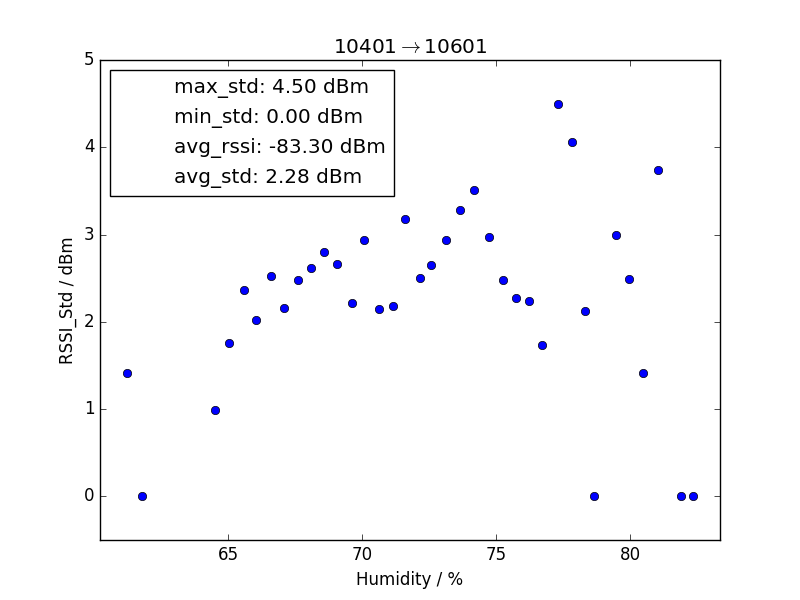 10401→10601
max_std: 4.50 dBm
min_std: 0.00 dBm
avg_rssi: -83.30 dBm
avg_std: 2.28 dBm
5
4
3
2
1
0
RSSI_Std / dBm
65 70 75 80
Humidity / %